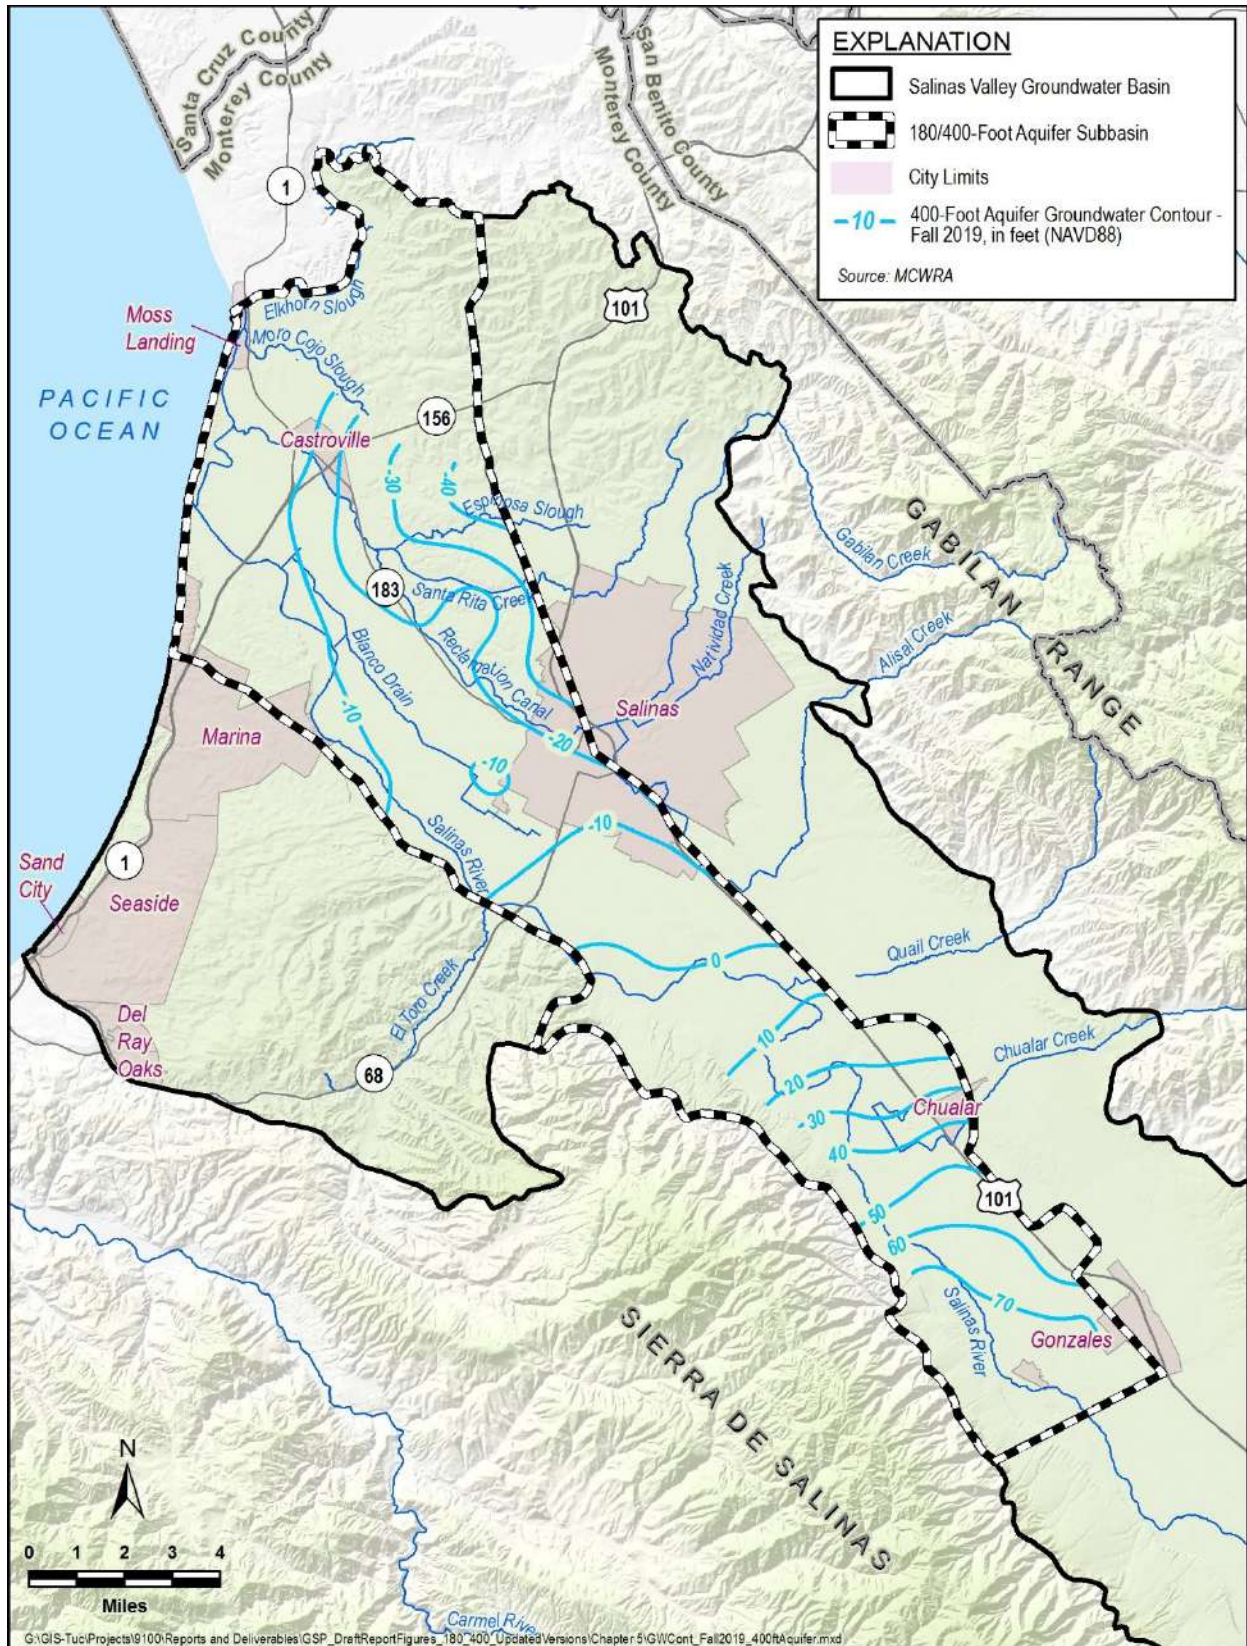 EXPLANATION
Salinas Valley Groundwater Basin
180/400-Foot Aquifer Subbasin
City Limits
-10 400-Foot Aquifer Groundwater Contour -
Fall 2019, in feet (NAVD88)
Source: MCWRA
Santa Cruz County
Monterey County
San Benito County
Monterey County
1
101
Elkhorn Slough
Moss
Landing
Moro Cojo Slough
PACIFIC
OCEAN
156
Castroville
-30
-40
Espinosa Slough
GABILAN RANGE
Gabilan Creek
183
Santa Rita Creek
Natividad Creek
Alisal Creek
Blanco Drain
Reclamation Canal
-10
Salinas
Marina
-20
-10
-10
Salinas River
1
Sand
City
Seaside
0
Quail Creek
El Toro Creek
Del
Ray
Oaks
10
68
Chualar Creek
20
30
Chualar
40
50
101
60
70
Salinas River
Gonzales
SIERRA DE SALINAS
N
0 1 2 3 4
Miles
Carmel River
G:\GIS-Tuc\Projects\9100\Reports and Deliverables\GSP_DraftReportFigures_180_400_UpdatedVersions\Chapter 5\GWCont_Fall2019_400ftAquifer.mxd